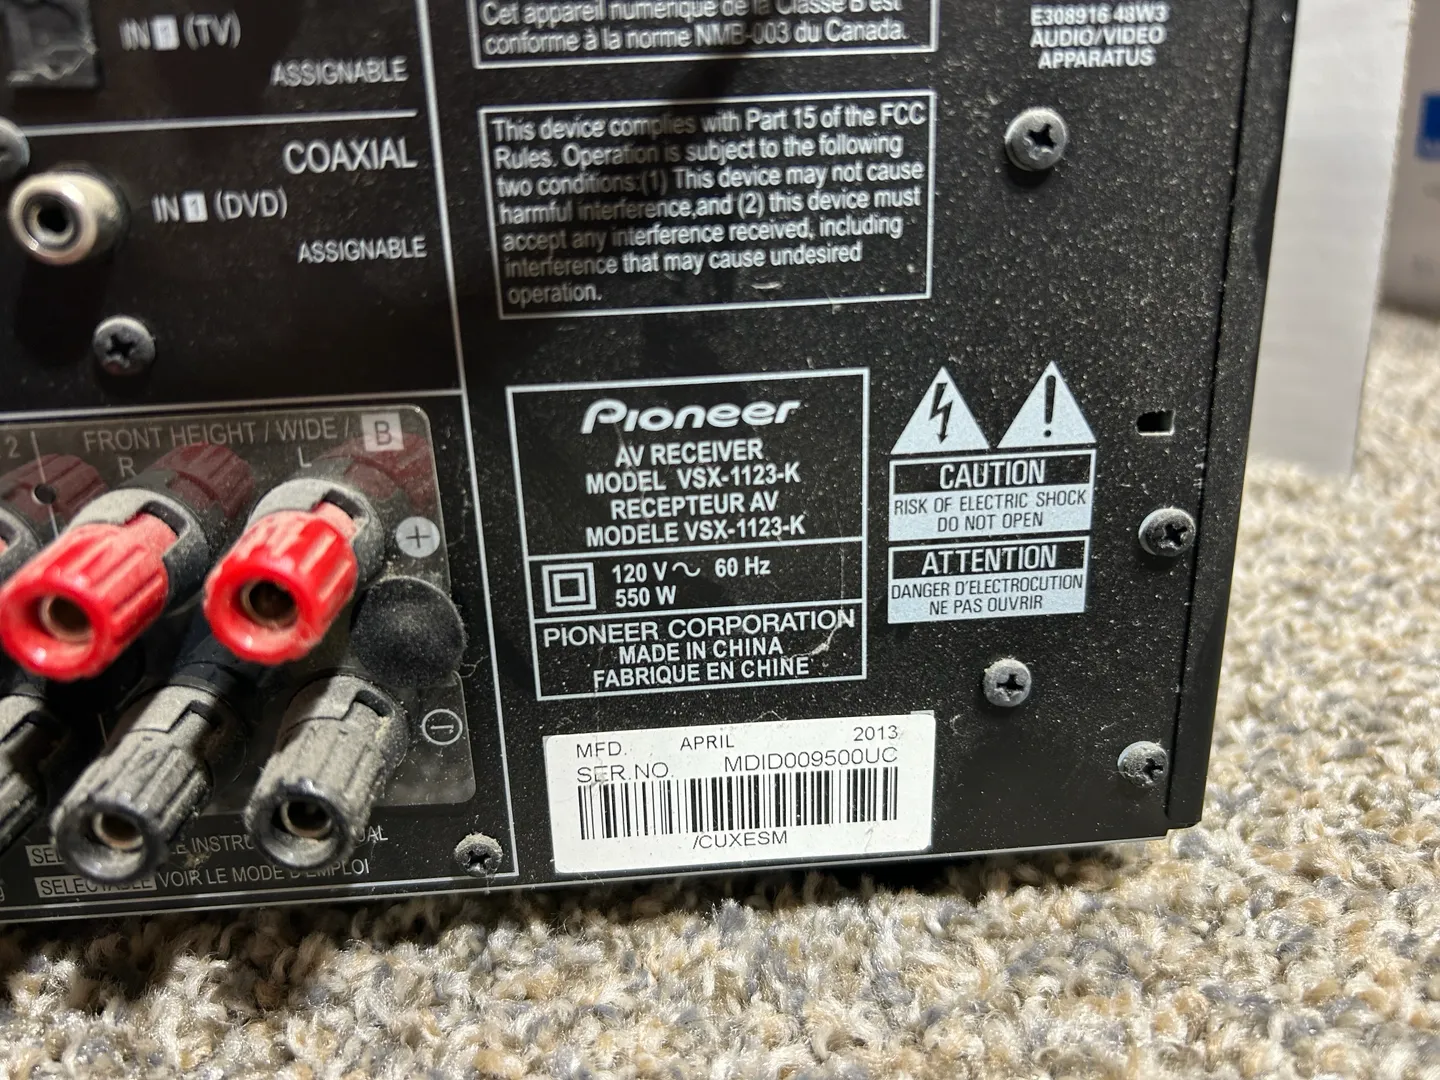 IN 1 (TV)
ASSIGNABLE
COAXIAL
IN 1 (DVD)
ASSIGNABLE
2
FRONT HEIGHT / WIDE / B
R
L
+
−
SELECTABLE VOIR LE MODE D'EMPLOI
Cet appareil numérique de la Classe B est
conforme à la norme NMB-003 du Canada.
E308916 48W3
AUDIO/VIDEO
APPARATUS
This device complies with Part 15 of the FCC
Rules. Operation is subject to the following
two conditions:(1) This device may not cause
harmful interference,and (2) this device must
accept any interference received, including
interference that may cause undesired
operation.
Pioneer
AV RECEIVER
MODEL VSX-1123-K
RECEPTEUR AV
MODELE VSX-1123-K
120 V ~ 60 Hz
550 W
PIONEER CORPORATION
MADE IN CHINA
FABRIQUE EN CHINE
CAUTION
RISK OF ELECTRIC SHOCK
DO NOT OPEN
ATTENTION
DANGER D'ELECTROCUTION
NE PAS OUVRIR
MFD. APRIL 2013
SER.NO. MDID009500UC
/CUXESM